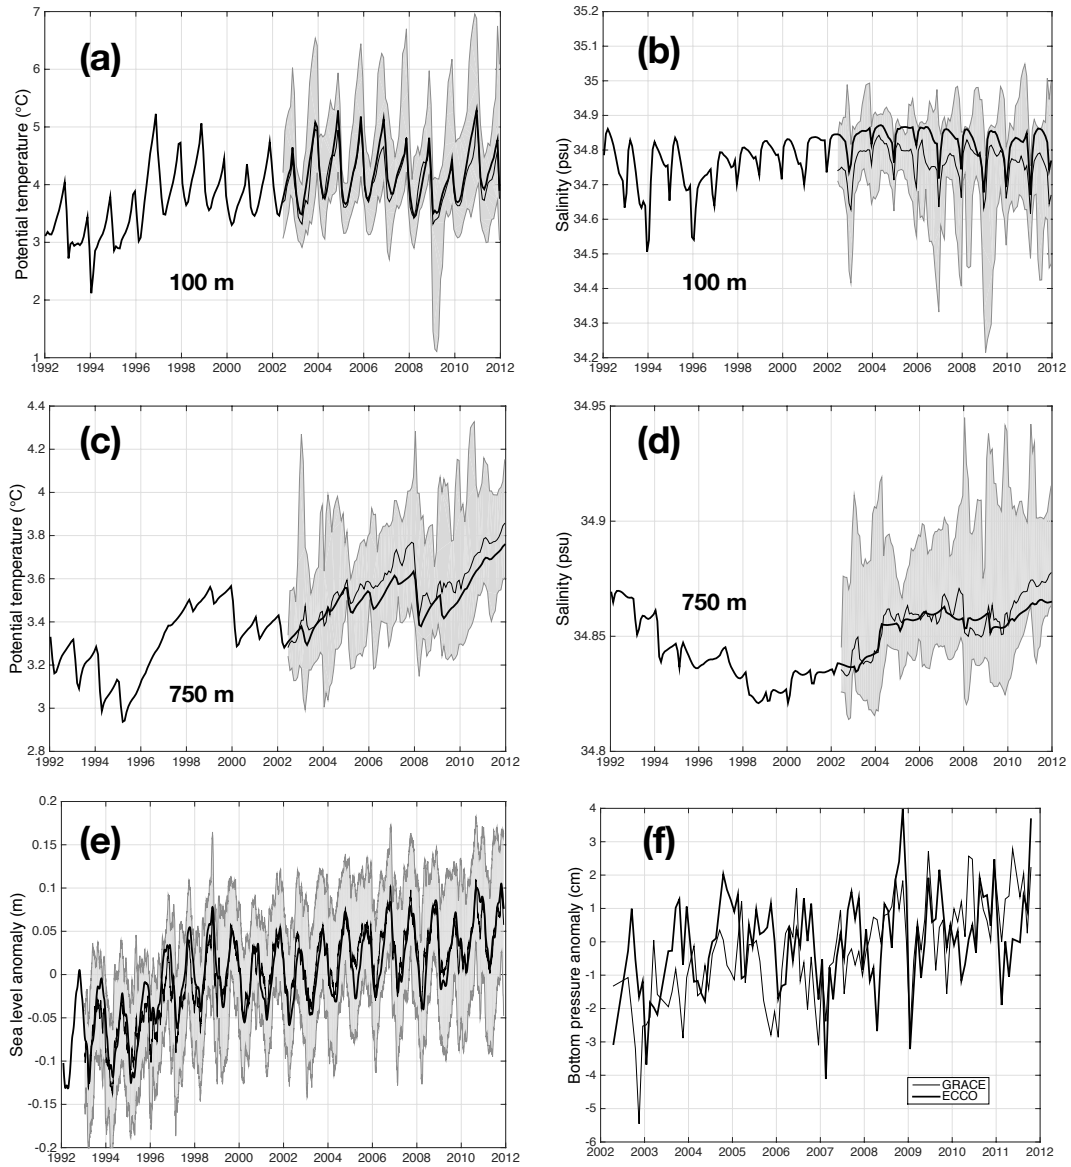 (a)
Potential temperature (°C)
7
6
5
4
3
2
1
100 m
1992 1994 1996 1998 2000 2002 2004 2006 2008 2010 2012
(b)
Salinity (psu)
35.2
35.1
35
34.9
34.8
34.7
34.6
34.5
34.4
34.3
34.2
100 m
1992 1994 1996 1998 2000 2002 2004 2006 2008 2010 2012
(c)
Potential temperature (°C)
4.4
4.2
4
3.8
3.6
3.4
3.2
3
2.8
750 m
1992 1994 1996 1998 2000 2002 2004 2006 2008 2010 2012
(d)
Salinity (psu)
34.95
34.9
34.85
34.8
750 m
1992 1994 1996 1998 2000 2002 2004 2006 2008 2010 2012
(e)
Sea level anomaly (m)
0.2
0.15
0.1
0.05
0
-0.05
-0.1
-0.15
-0.2
1992 1994 1996 1998 2000 2002 2004 2006 2008 2010 2012
(f)
Bottom pressure anomaly (cm)
4
3
2
1
0
-1
-2
-3
-4
-5
-6
GRACE
ECCO
2002 2003 2004 2005 2006 2007 2008 2009 2010 2011 2012